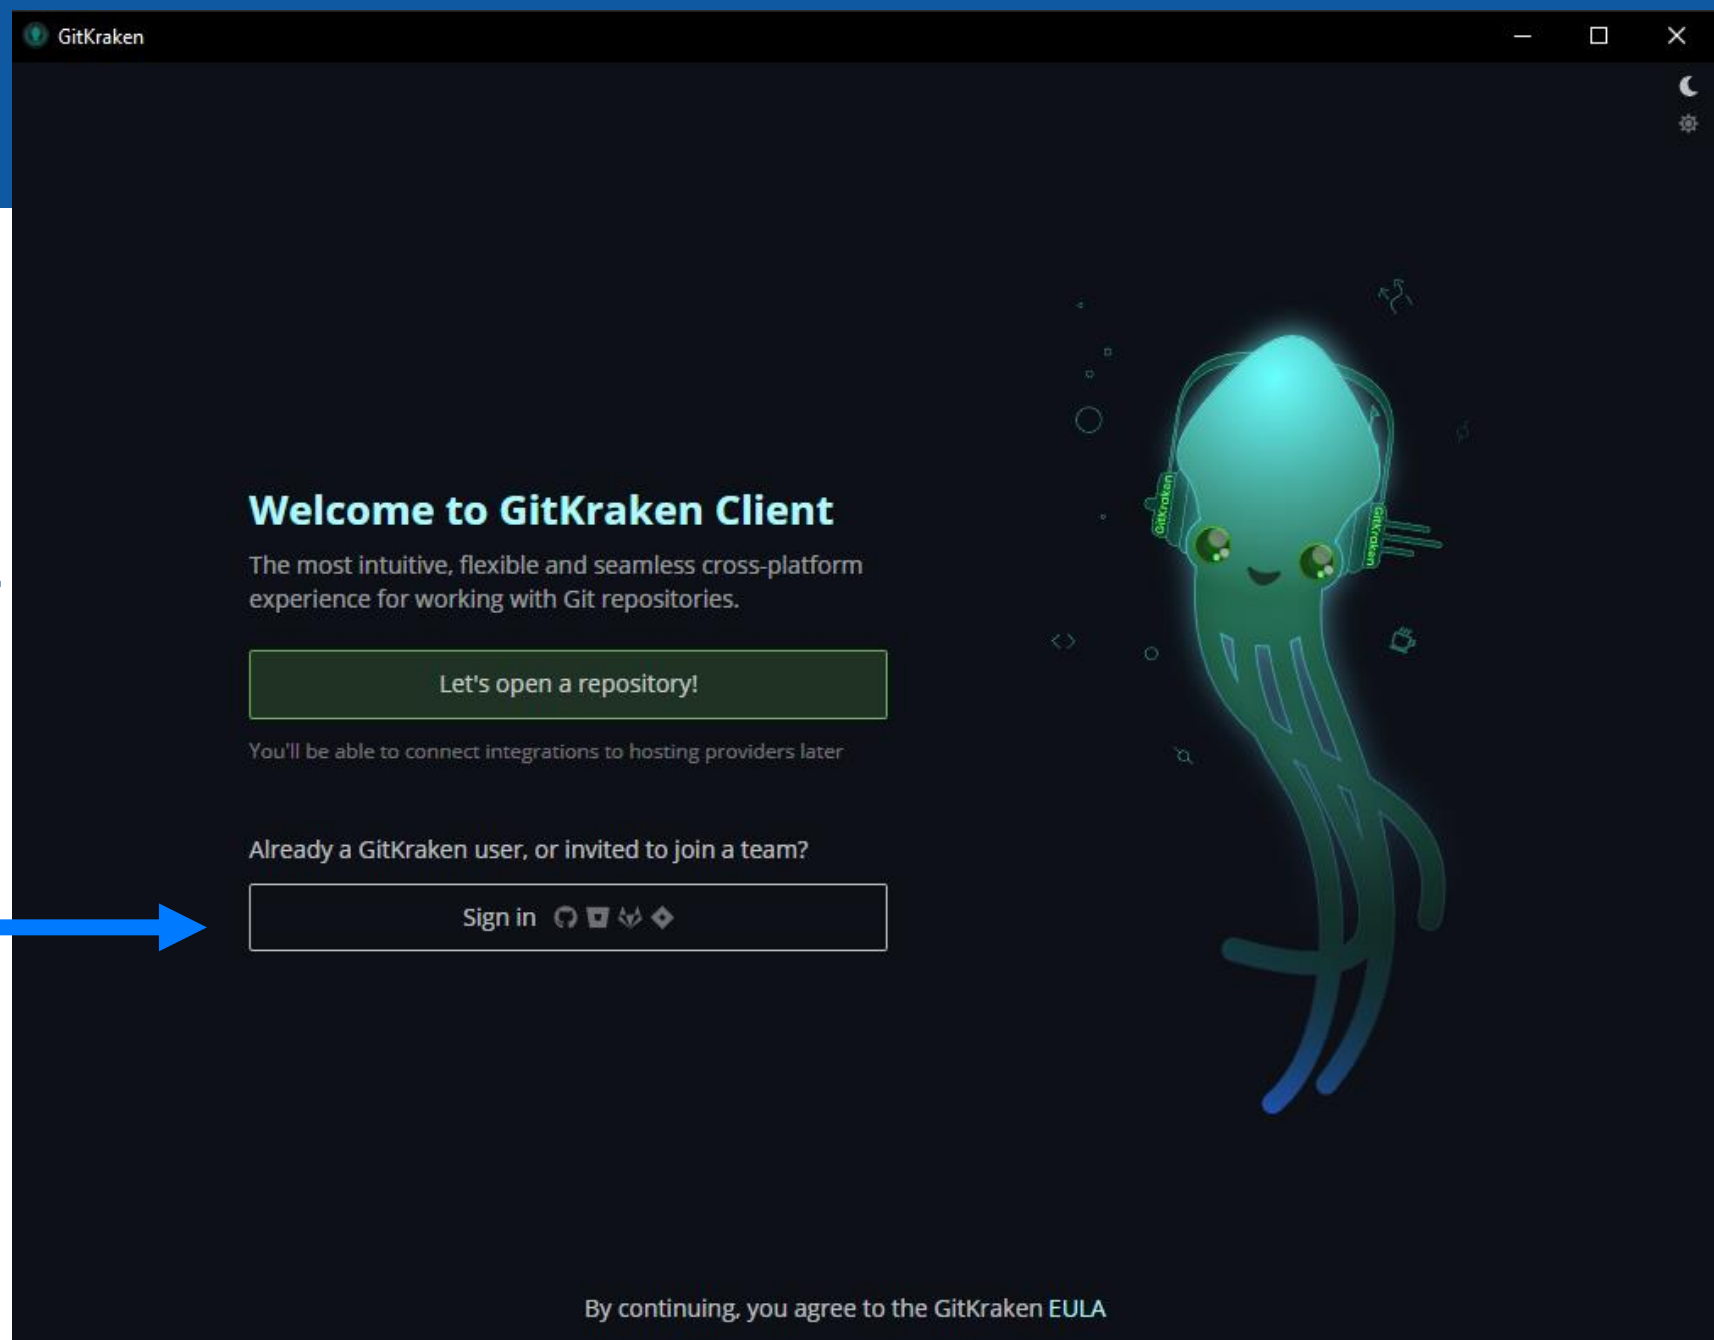 GitKraken
Welcome to GitKraken Client
The most intuitive, flexible and seamless cross-platform
experience for working with Git repositories.
Let's open a repository!
You'll be able to connect integrations to hosting providers later
Already a GitKraken user, or invited to join a team?
Sign in
GitKraken
GitKraken
By continuing, you agree to the GitKraken EULA